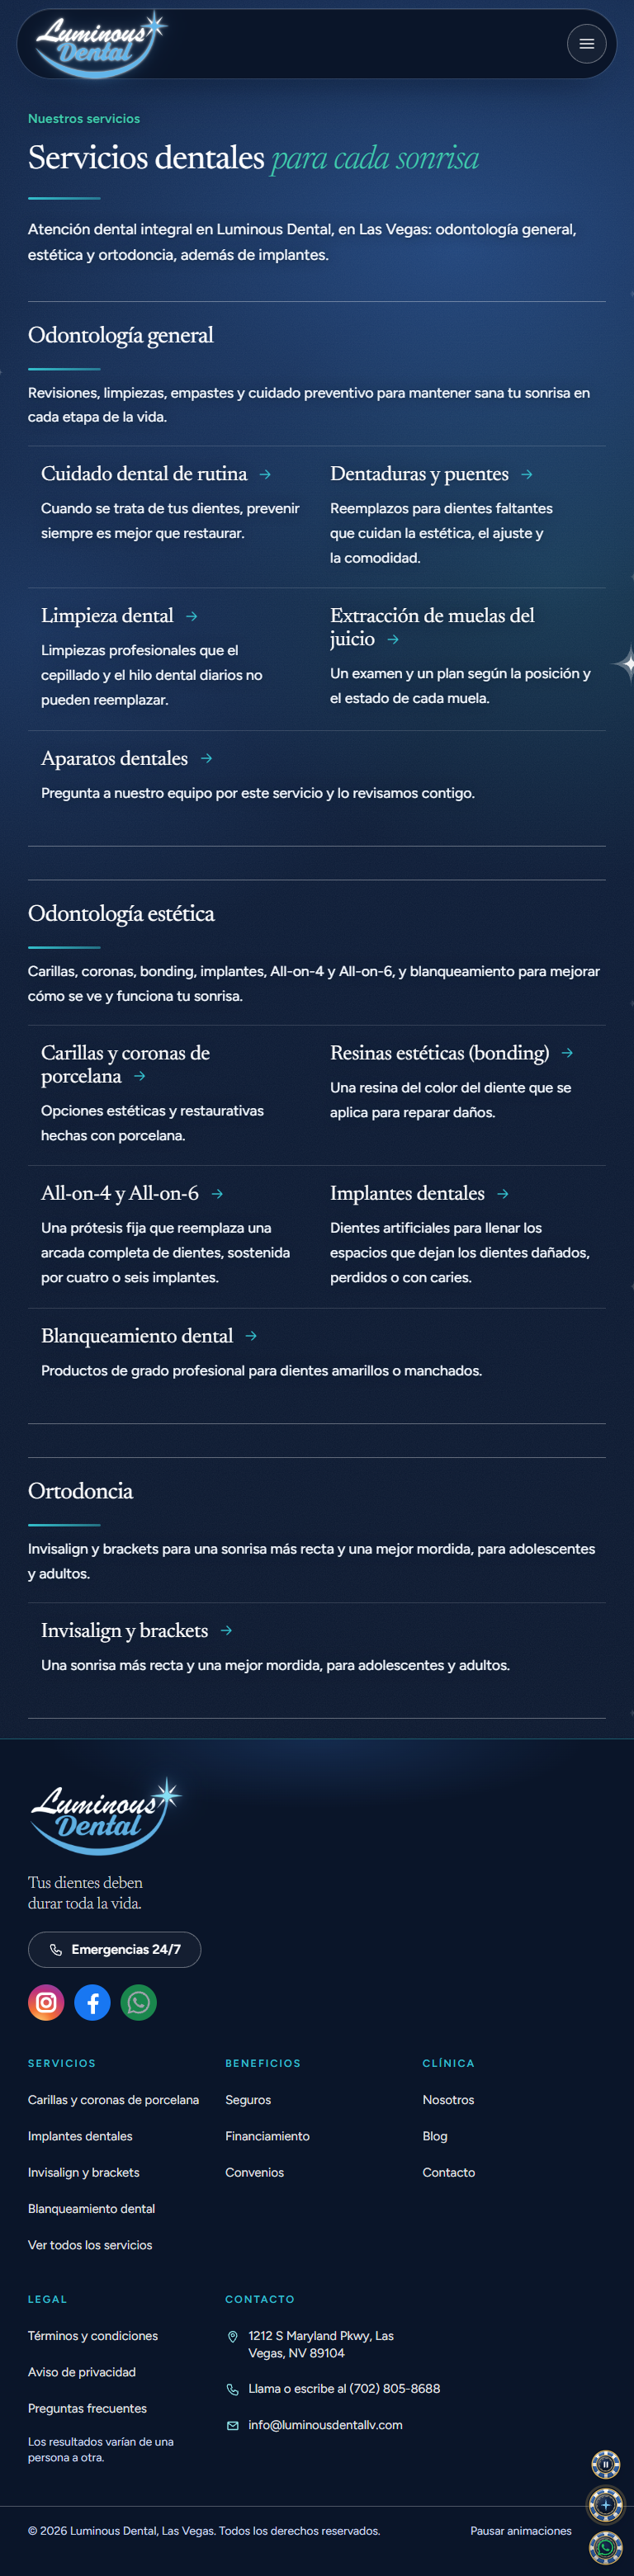 Luminous
Dental
Nuestros servicios
Servicios dentales para cada sonrisa
Atención dental integral en Luminous Dental, en Las Vegas: odontología general,
estética y ortodoncia, además de implantes.
Odontología general
Revisiones, limpiezas, empastes y cuidado preventivo para mantener sana tu sonrisa en
cada etapa de la vida.
Cuidado dental de rutina →
Cuando se trata de tus dientes, prevenir
siempre es mejor que restaurar.
Dentaduras y puentes →
Reemplazos para dientes faltantes
que cuidan la estética, el ajuste y
la comodidad.
Limpieza dental →
Limpiezas profesionales que el
cepillado y el hilo dental diarios no
pueden reemplazar.
Extracción de muelas del
juicio →
Un examen y un plan según la posición y
el estado de cada muela.
Aparatos dentales →
Pregunta a nuestro equipo por este servicio y lo revisamos contigo.
Odontología estética
Carillas, coronas, bonding, implantes, All-on-4 y All-on-6, y blanqueamiento para mejorar
cómo se ve y funciona tu sonrisa.
Carillas y coronas de
porcelana →
Opciones estéticas y restaurativas
hechas con porcelana.
Resinas estéticas (bonding) →
Una resina del color del diente que se
aplica para reparar daños.
All-on-4 y All-on-6 →
Una prótesis fija que reemplaza una
arcada completa de dientes, sostenida
por cuatro o seis implantes.
Implantes dentales →
Dientes artificiales para llenar los
espacios que dejan los dientes dañados,
perdidos o con caries.
Blanqueamiento dental →
Productos de grado profesional para dientes amarillos o manchados.
Ortodoncia
Invisalign y brackets para una sonrisa más recta y una mejor mordida, para adolescentes
y adultos.
Invisalign y brackets →
Una sonrisa más recta y una mejor mordida, para adolescentes y adultos.
Luminous
Dental
Tus dientes deben
durar toda la vida.
Emergencias 24/7
SERVICIOS
Carillas y coronas de porcelana
Implantes dentales
Invisalign y brackets
Blanqueamiento dental
Ver todos los servicios
BENEFICIOS
Seguros
Financiamiento
Convenios
CLÍNICA
Nosotros
Blog
Contacto
LEGAL
Términos y condiciones
Aviso de privacidad
Preguntas frecuentes
Los resultados varían de una
persona a otra.
CONTACTO
1212 S Maryland Pkwy, Las
Vegas, NV 89104
Llama o escribe al (702) 805-8688
info@luminousdentallv.com
© 2026 Luminous Dental, Las Vegas. Todos los derechos reservados.
Pausar animaciones